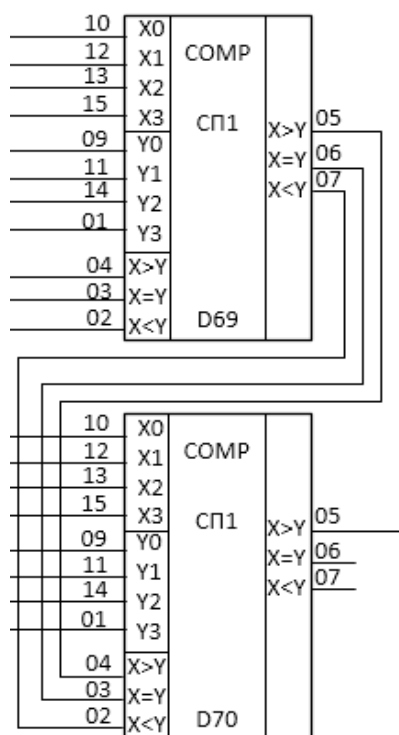 10 X0 COMP
12 X1
13 X2
15 X3 СП1
09 Y0 X>Y 05
11 Y1 X=Y 06
14 Y2 X<Y 07
01 Y3
04 X>Y
03 X=Y
02 X<Y D69
10 X0 COMP
12 X1
13 X2
15 X3 СП1
09 Y0 X>Y 05
11 Y1 X=Y 06
14 Y2 X<Y 07
01 Y3
04 X>Y
03 X=Y
02 X<Y D70